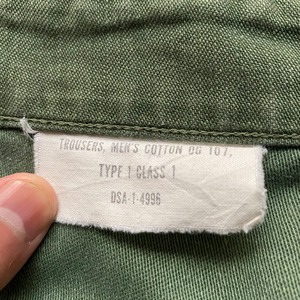 TROUSERS, MEN'S COTTON OG 107,
TYPE 1 CLASS 1
DSA-1-4996